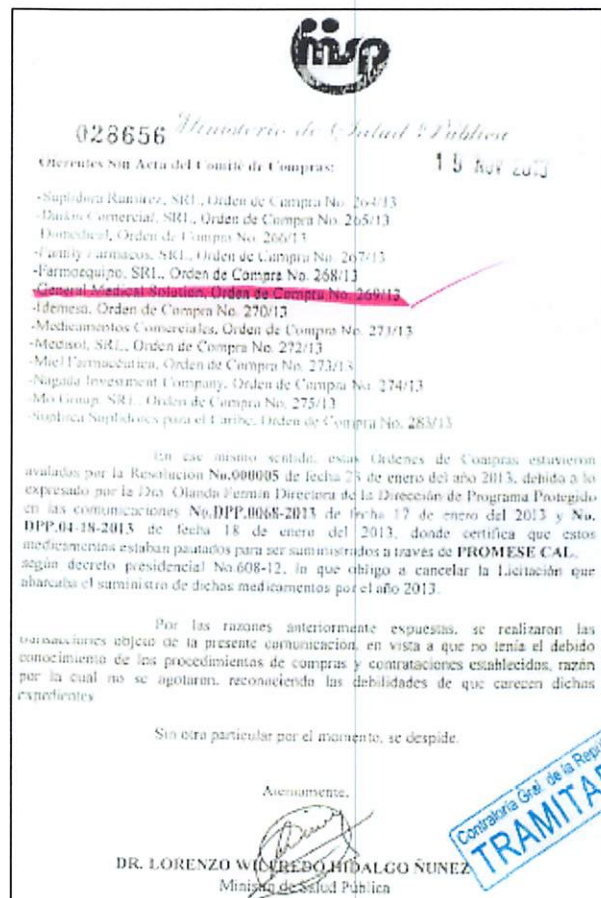 msp
Ministerio de Salud Pública
028656
15 NOV 2013
Oferentes Sin Acta del Comité de Compras:
-Suplidora Ramirez, SRL, Orden de Compra No. 264/13
-Darkin Comercial, SRL, Orden de Compra No. 265/13
-Domedical, Orden de Compra No. 266/13
-Family Farmacos, SRL, Orden de Compra No. 267/13
-Farmoequipo, SRL., Orden de Compra No. 268/13
-General Medical Solution, Orden de Compra No. 269/13
-Idemesa, Orden de Compra No. 270/13
-Medicamentos Comerciales, Orden de Compra No. 271/13
-Medisol, SRL., Orden de Compra No. 272/13
-Miel Farmacéutica, Orden de Compra No. 273/13
-Nagada Investment Company, Orden de Compra No. 274/13
-Mo Group, SRL, Orden de Compra No. 275/13
-Suplirca Suplidores para el Caribe, Orden de Compra No. 283/13
En ese mismo sentido, estas Ordenes de Compras estuvieron
avalados por la Resolución No.000005 de fecha 23 de enero del año 2013, debido a lo
expresado por la Dra. Olanda Fermin Directora de la Dirección de Programa Protegido
en las comunicaciones No.DPP.0068-2013 de fecha 17 de enero del 2013 y No.
DPP.04-18-2013 de fecha 18 de enero del 2013, donde certifica que estos
medicamentos estaban pautados para ser suministrados a través de PROMESE CAL,
según decreto presidencial No.608-12, lo que obligo a cancelar la Licitación que
abarcaba el suministro de dichos medicamentos por el año 2013.
Por las razones anteriormente expuestas, se realizaron las
transacciones objeto de la presente comunicación, en vista a que no tenía el debido
conocimiento de los procedimientos de compras y contrataciones establecidos, razón
por la cual no se agotaron, reconociendo las debilidades de que carecen dichos
expedientes
Sin otra particular por el momento, se despide.
Atentamente,
Contraloría Gral. de la Repú
TRAMITA
DR. LORENZO WILFREDO HIDALGO ÑUNEZ
Ministro de Salud Pública